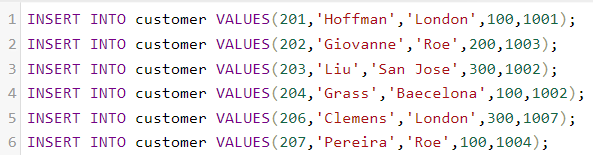 1 INSERT INTO customer VALUES(201,'Hoffman','London',100,1001);
2 INSERT INTO customer VALUES(202,'Giovanne','Roe',200,1003);
3 INSERT INTO customer VALUES(203,'Liu','San Jose',300,1002);
4 INSERT INTO customer VALUES(204,'Grass','Baecelona',100,1002);
5 INSERT INTO customer VALUES(206,'Clemens','London',300,1007);
6 INSERT INTO customer VALUES(207,'Pereira','Roe',100,1004);